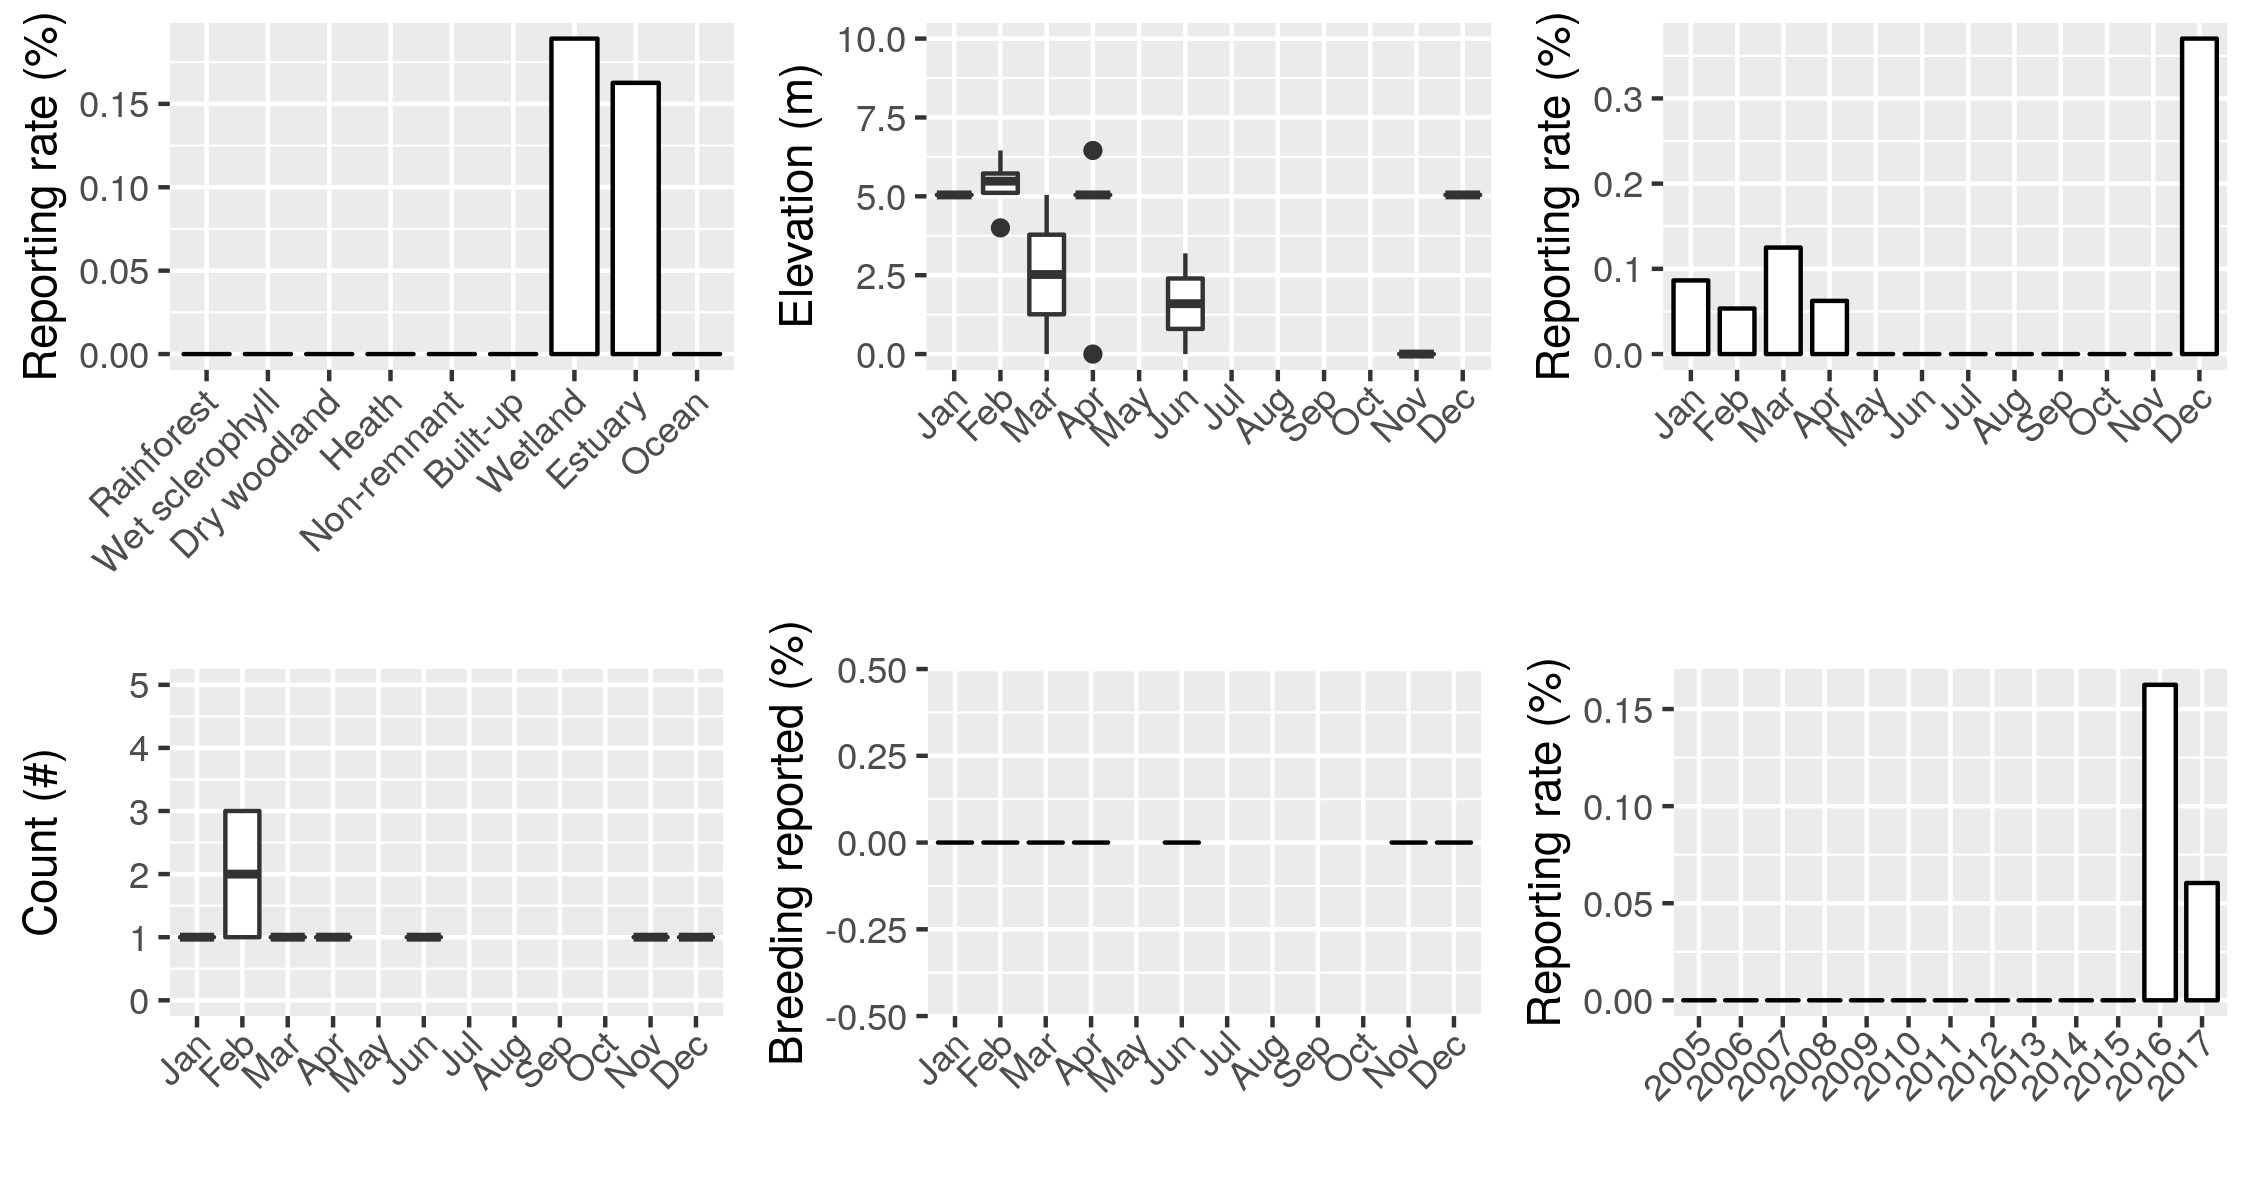 Reporting rate (%)
0.15
0.10
0.05
0.00
Rainforest
Wet sclerophyll
Dry woodland
Heath
Non-remnant
Built-up
Wetland
Estuary
Ocean
Elevation (m)
10.0
7.5
5.0
2.5
0.0
Jan
Feb
Mar
Apr
May
Jun
Jul
Aug
Sep
Oct
Nov
Dec
Reporting rate (%)
0.3
0.2
0.1
0.0
Jan
Feb
Mar
Apr
May
Jun
Jul
Aug
Sep
Oct
Nov
Dec
Count (#)
5
4
3
2
1
0
Jan
Feb
Mar
Apr
May
Jun
Jul
Aug
Sep
Oct
Nov
Dec
Breeding reported (%)
0.50
0.25
0.00
-0.25
-0.50
Jan
Feb
Mar
Apr
May
Jun
Jul
Aug
Sep
Oct
Nov
Dec
Reporting rate (%)
0.15
0.10
0.05
0.00
2005
2006
2007
2008
2009
2010
2011
2012
2013
2014
2015
2016
2017